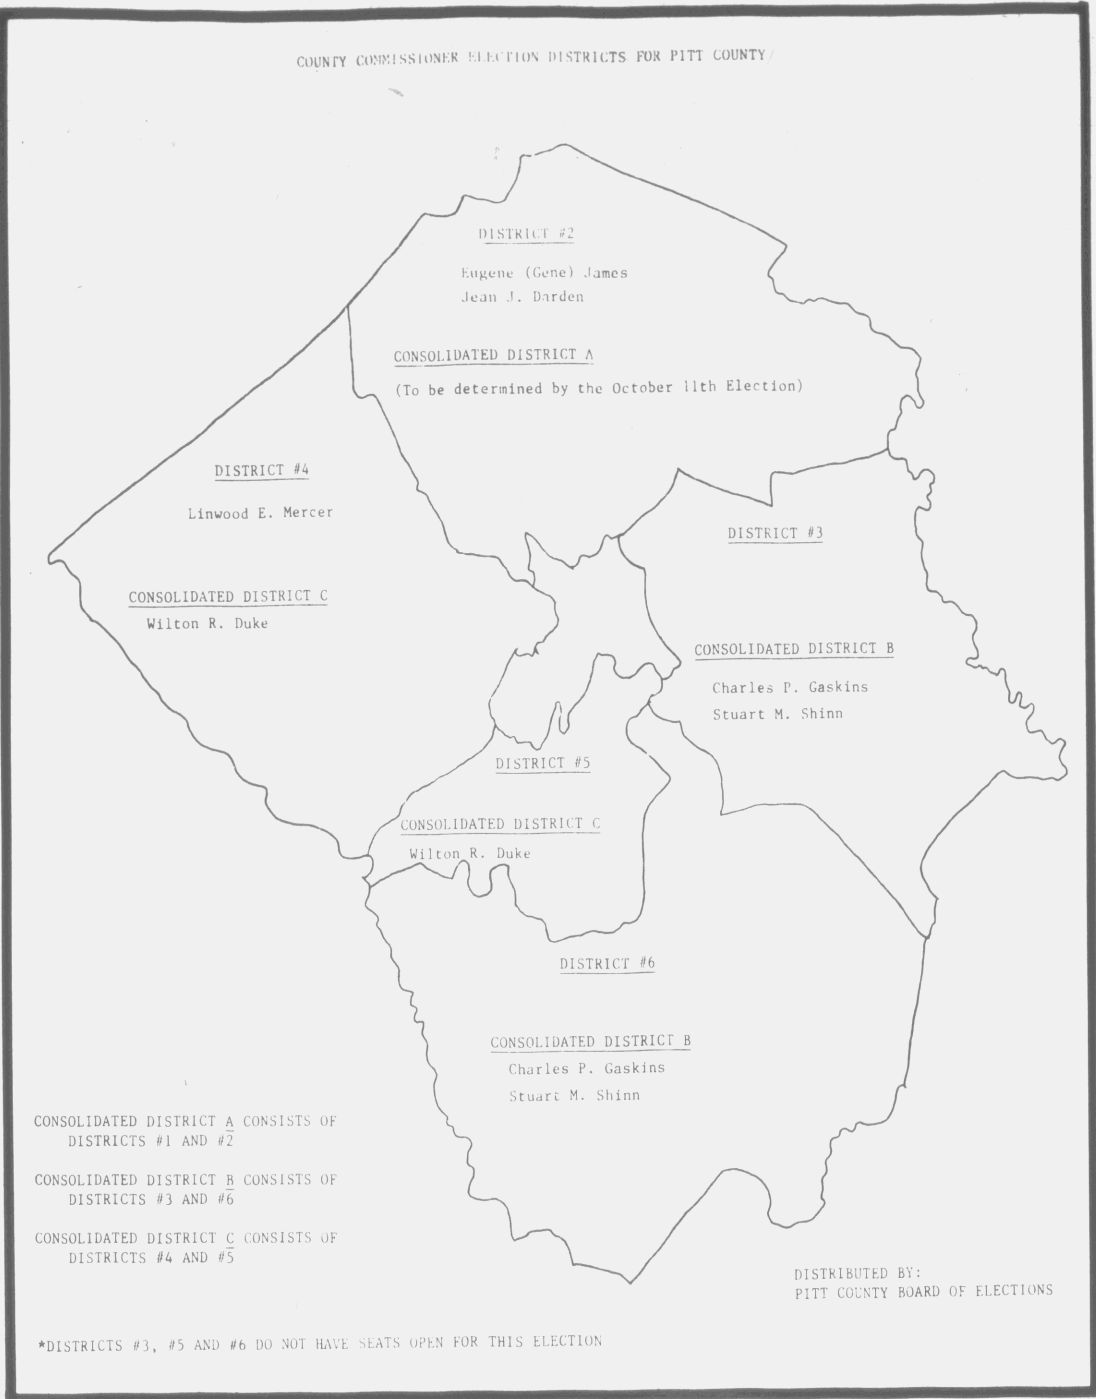 COUNTY COMMISSIONER ELECTION DISTRICTS FOR PITT COUNTY
DISTRICT #2
Eugene (Gene) James
Jean J. Darden
CONSOLIDATED DISTRICT A
(To be determined by the October 11th Election)
DISTRICT #4
Linwood E. Mercer
CONSOLIDATED DISTRICT C
Wilton R. Duke
DISTRICT #3
CONSOLIDATED DISTRICT B
Charles P. Gaskins
Stuart M. Shinn
DISTRICT #5
CONSOLIDATED DISTRICT C
Wilton R. Duke
DISTRICT #6
CONSOLIDATED DISTRICT B
Charles P. Gaskins
Stuart M. Shinn
CONSOLIDATED DISTRICT A CONSISTS OF
DISTRICTS #1 AND #2
CONSOLIDATED DISTRICT B CONSISTS OF
DISTRICTS #3 AND #6
CONSOLIDATED DISTRICT C CONSISTS OF
DISTRICTS #4 AND #5
DISTRIBUTED BY:
PITT COUNTY BOARD OF ELECTIONS
*DISTRICTS #3, #5 AND #6 DO NOT HAVE SEATS OPEN FOR THIS ELECTION